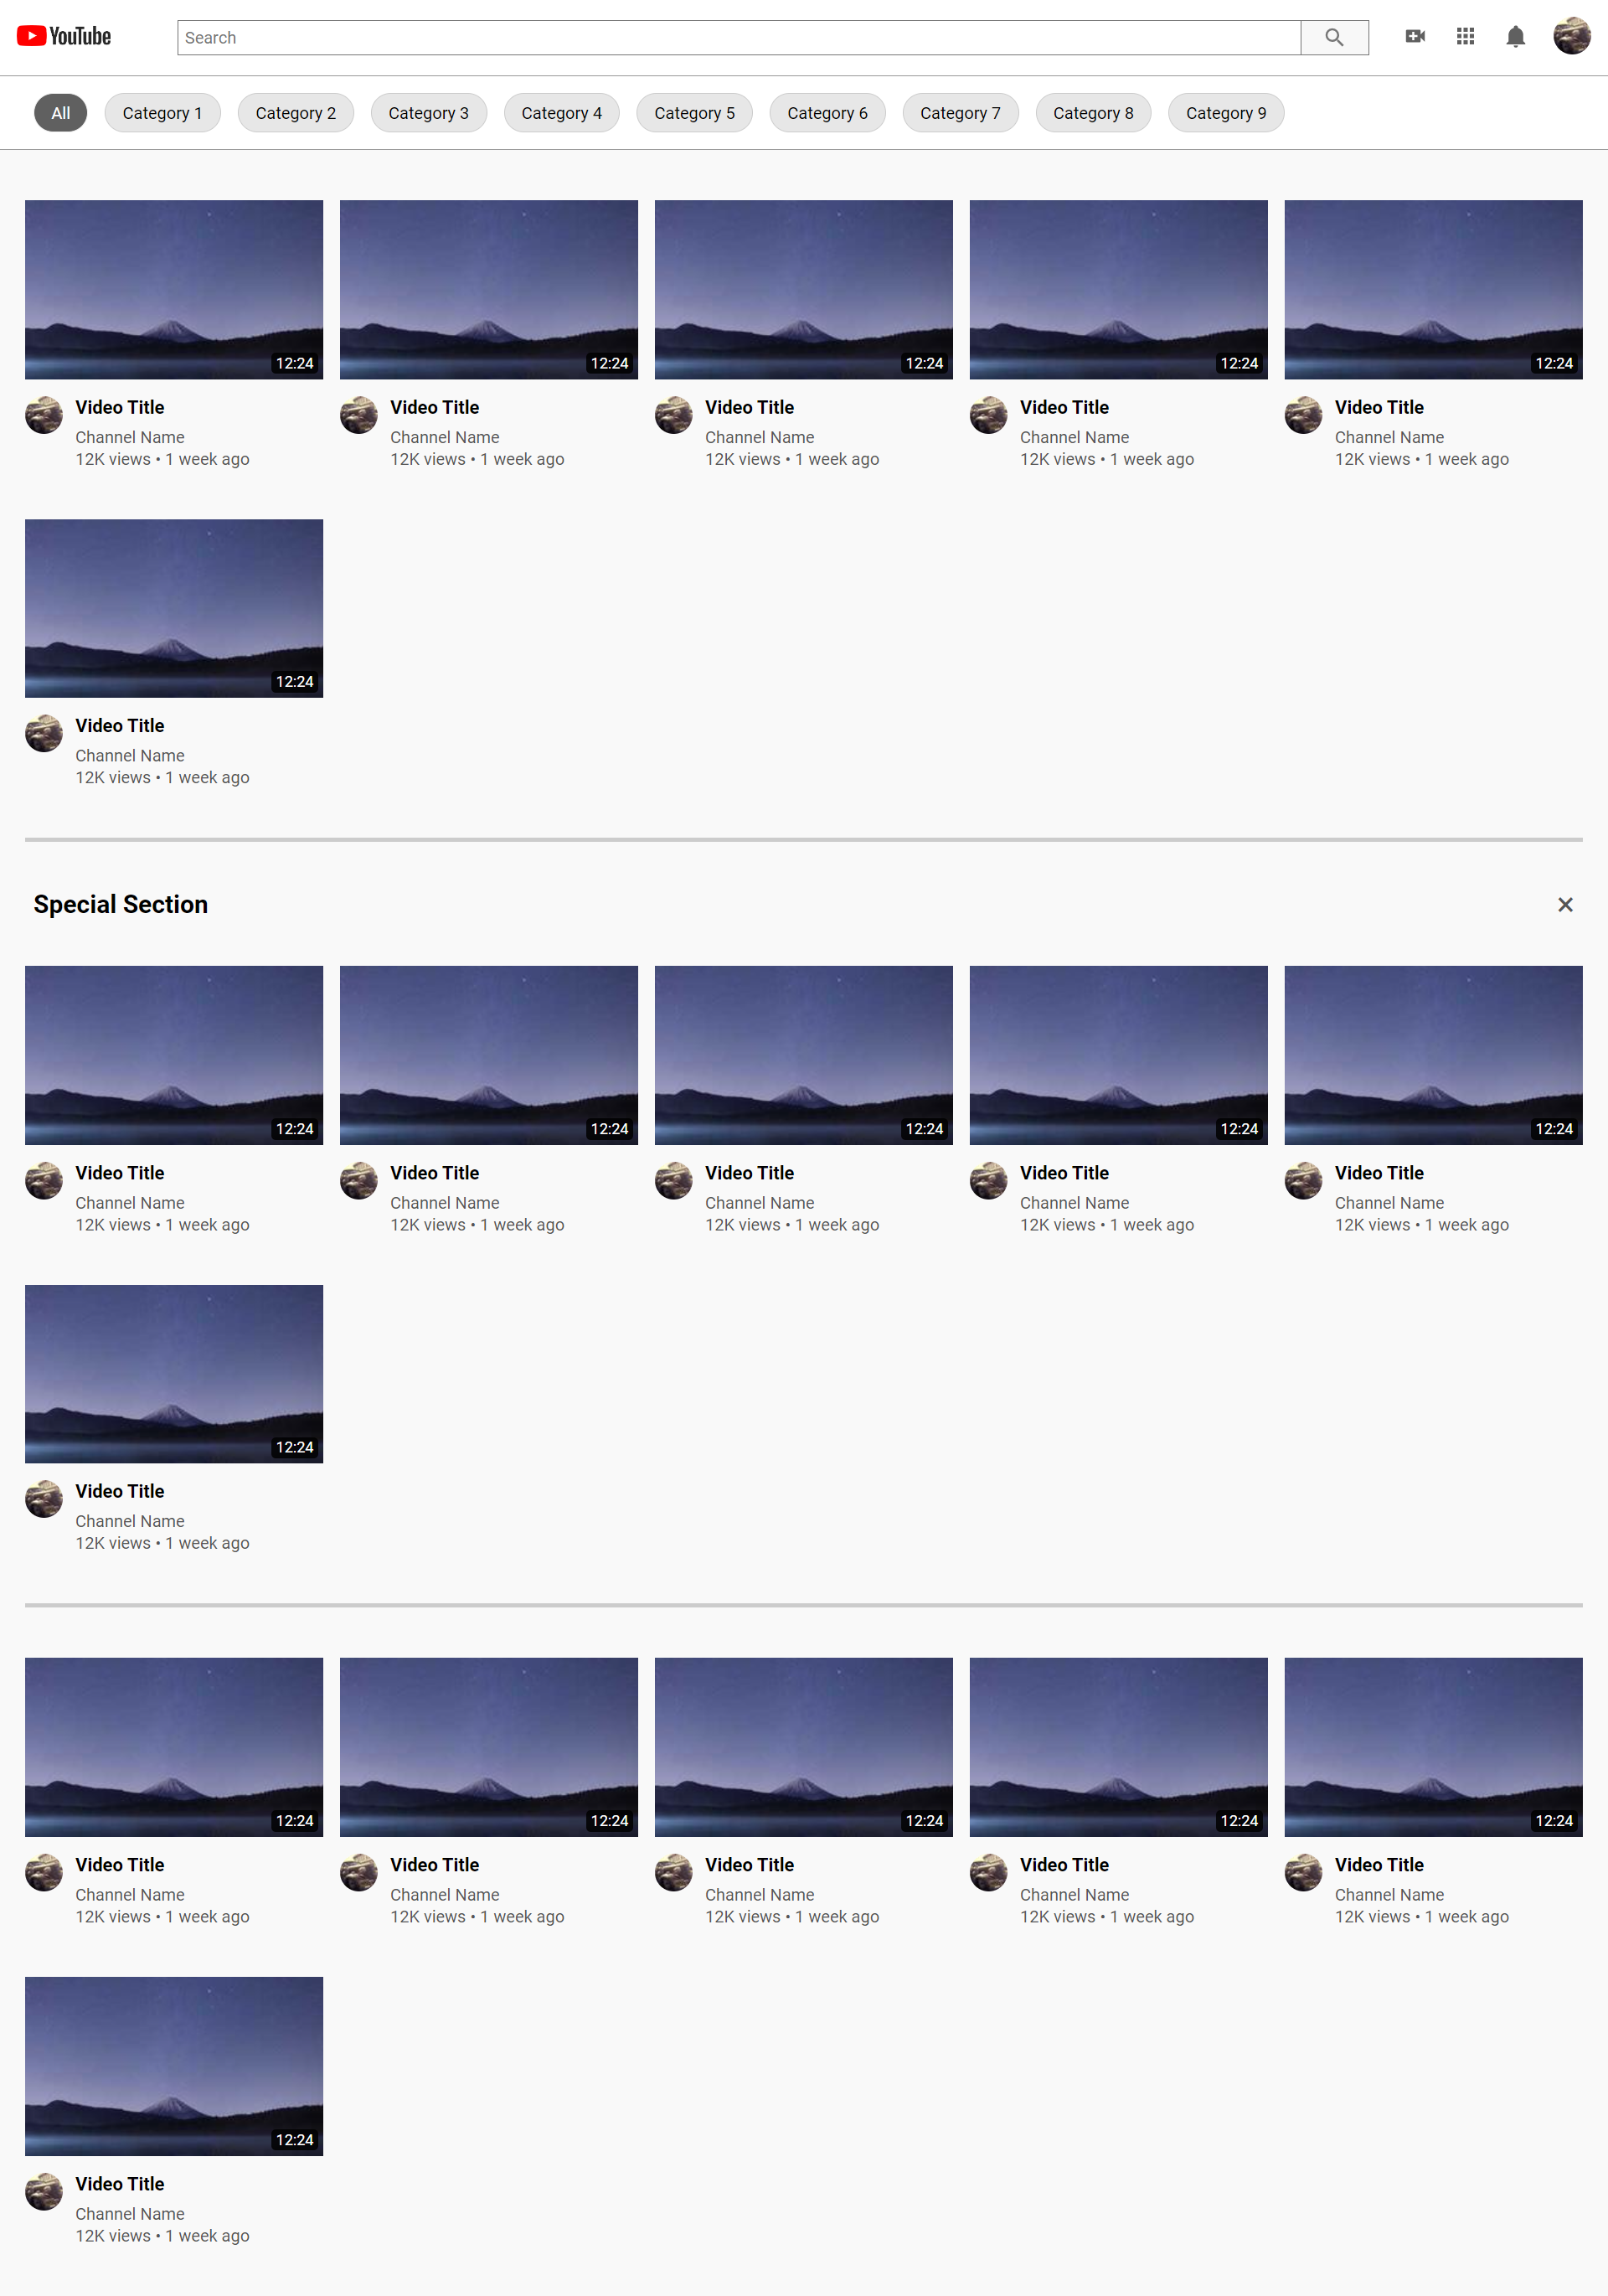 YouTube
Search
All Category 1 Category 2 Category 3 Category 4 Category 5 Category 6 Category 7 Category 8 Category 9
12:24 12:24 12:24 12:24 12:24
Video Title Video Title Video Title Video Title Video Title
Channel Name Channel Name Channel Name Channel Name Channel Name
12K views • 1 week ago 12K views • 1 week ago 12K views • 1 week ago 12K views • 1 week ago 12K views • 1 week ago
12:24
Video Title
Channel Name
12K views • 1 week ago
Special Section
12:24 12:24 12:24 12:24 12:24
Video Title Video Title Video Title Video Title Video Title
Channel Name Channel Name Channel Name Channel Name Channel Name
12K views • 1 week ago 12K views • 1 week ago 12K views • 1 week ago 12K views • 1 week ago 12K views • 1 week ago
12:24
Video Title
Channel Name
12K views • 1 week ago
12:24 12:24 12:24 12:24 12:24
Video Title Video Title Video Title Video Title Video Title
Channel Name Channel Name Channel Name Channel Name Channel Name
12K views • 1 week ago 12K views • 1 week ago 12K views • 1 week ago 12K views • 1 week ago 12K views • 1 week ago
12:24
Video Title
Channel Name
12K views • 1 week ago